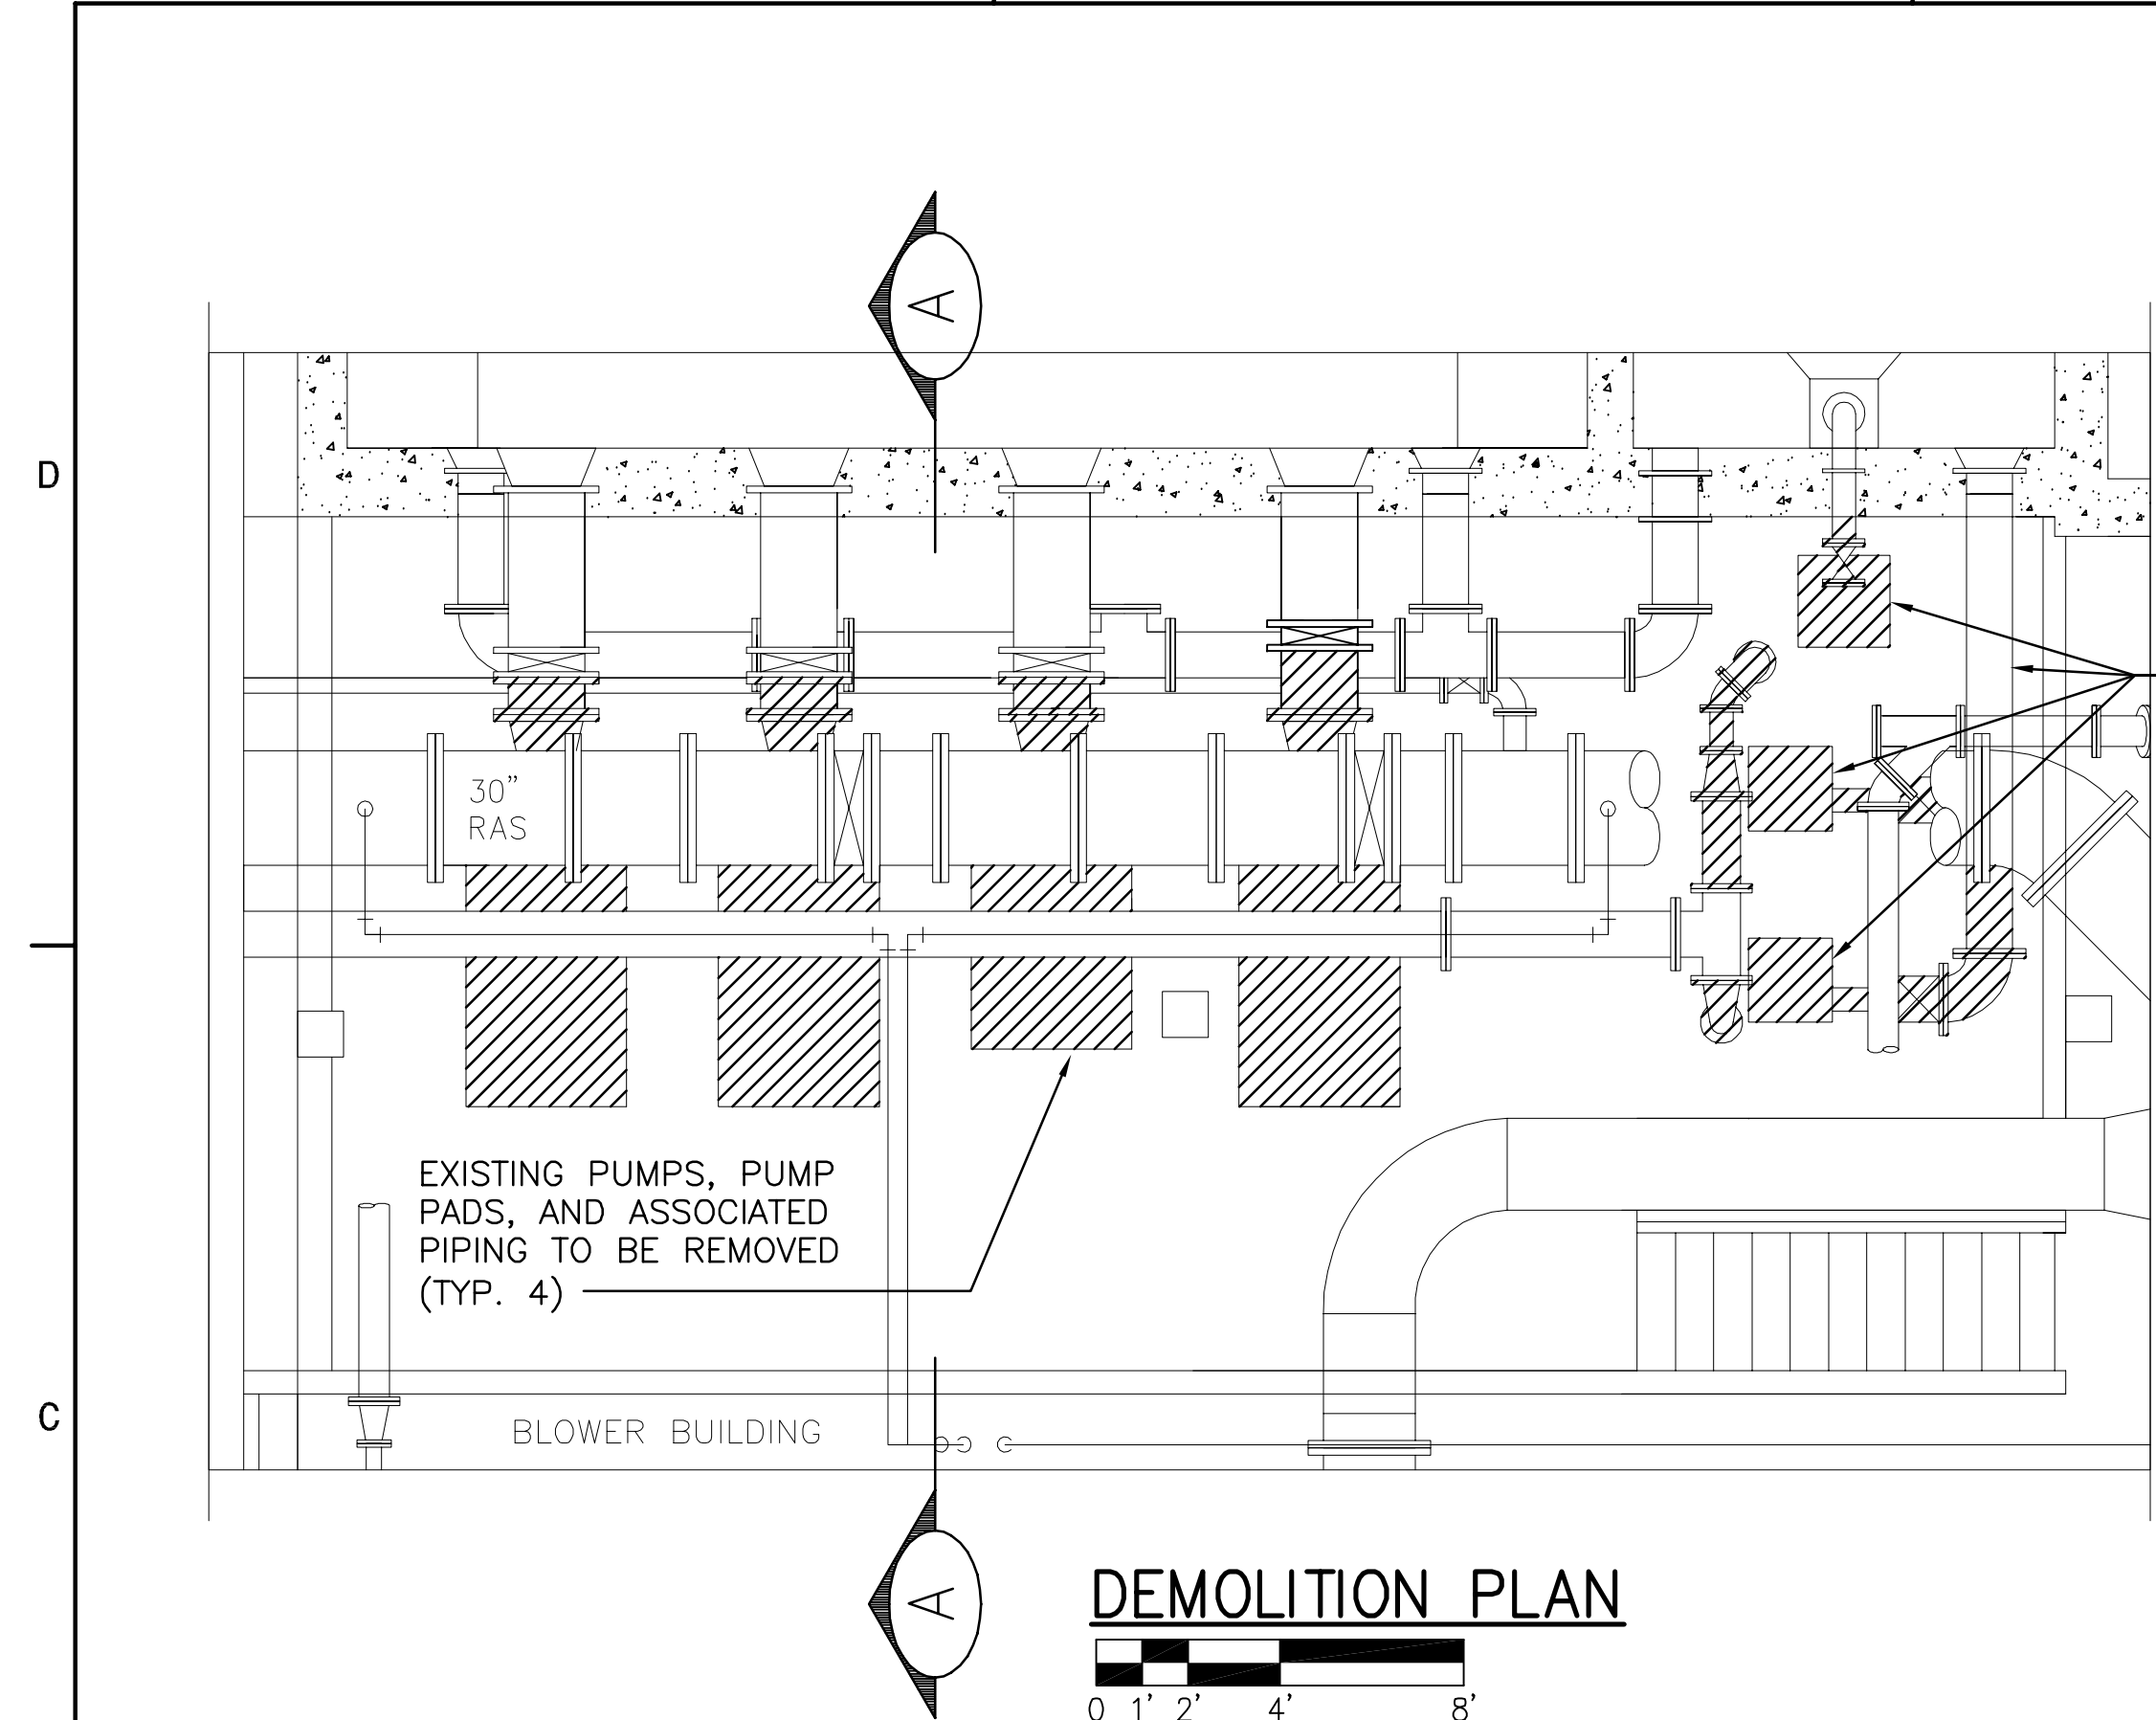 A
D
30”
RAS
EXISTING PUMPS, PUMP
PADS, AND ASSOCIATED
PIPING TO BE REMOVED
(TYP. 4)
C
BLOWER BUILDING
A
DEMOLITION PLAN
0 1’ 2’ 4’ 8’